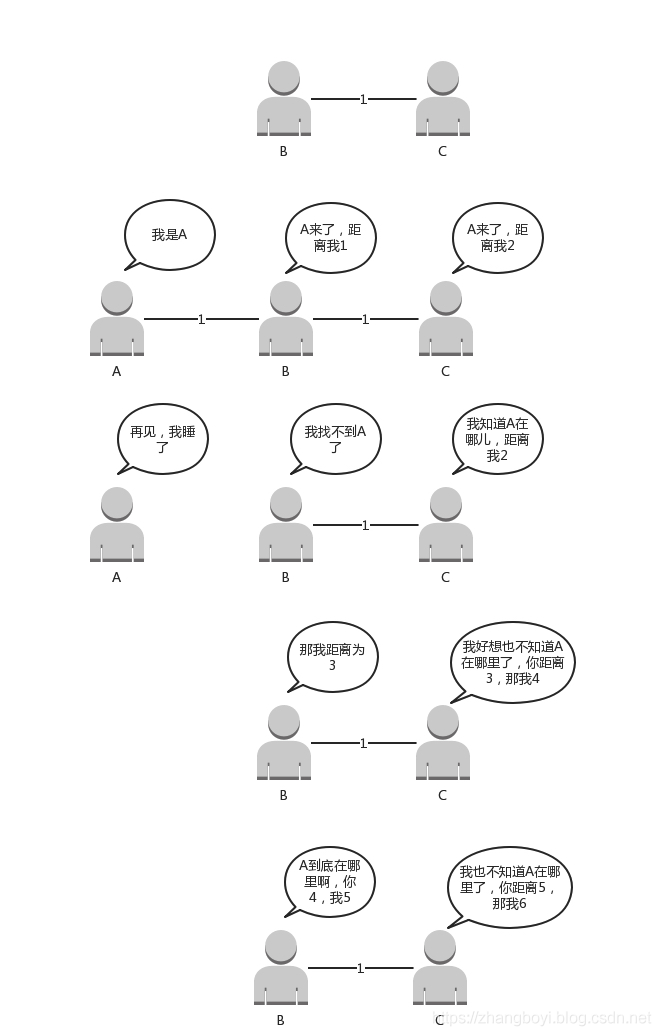 1
B
C
我是A
A来了，距
离我1
A来了，距
离我2
1
1
A
B
C
再见，我睡
了
我找不到A
了
我知道A在
哪儿，距离
我2
1
A
B
C
那我距离为
3
我好想也不知道A
在哪里了，你距离
3，那我4
1
B
C
A到底在哪
里啊，你
4，我5
我也不知道A在哪
里了，你距离5，
那我6
1
B
C
https://zhangboyi.blog.csdn.net